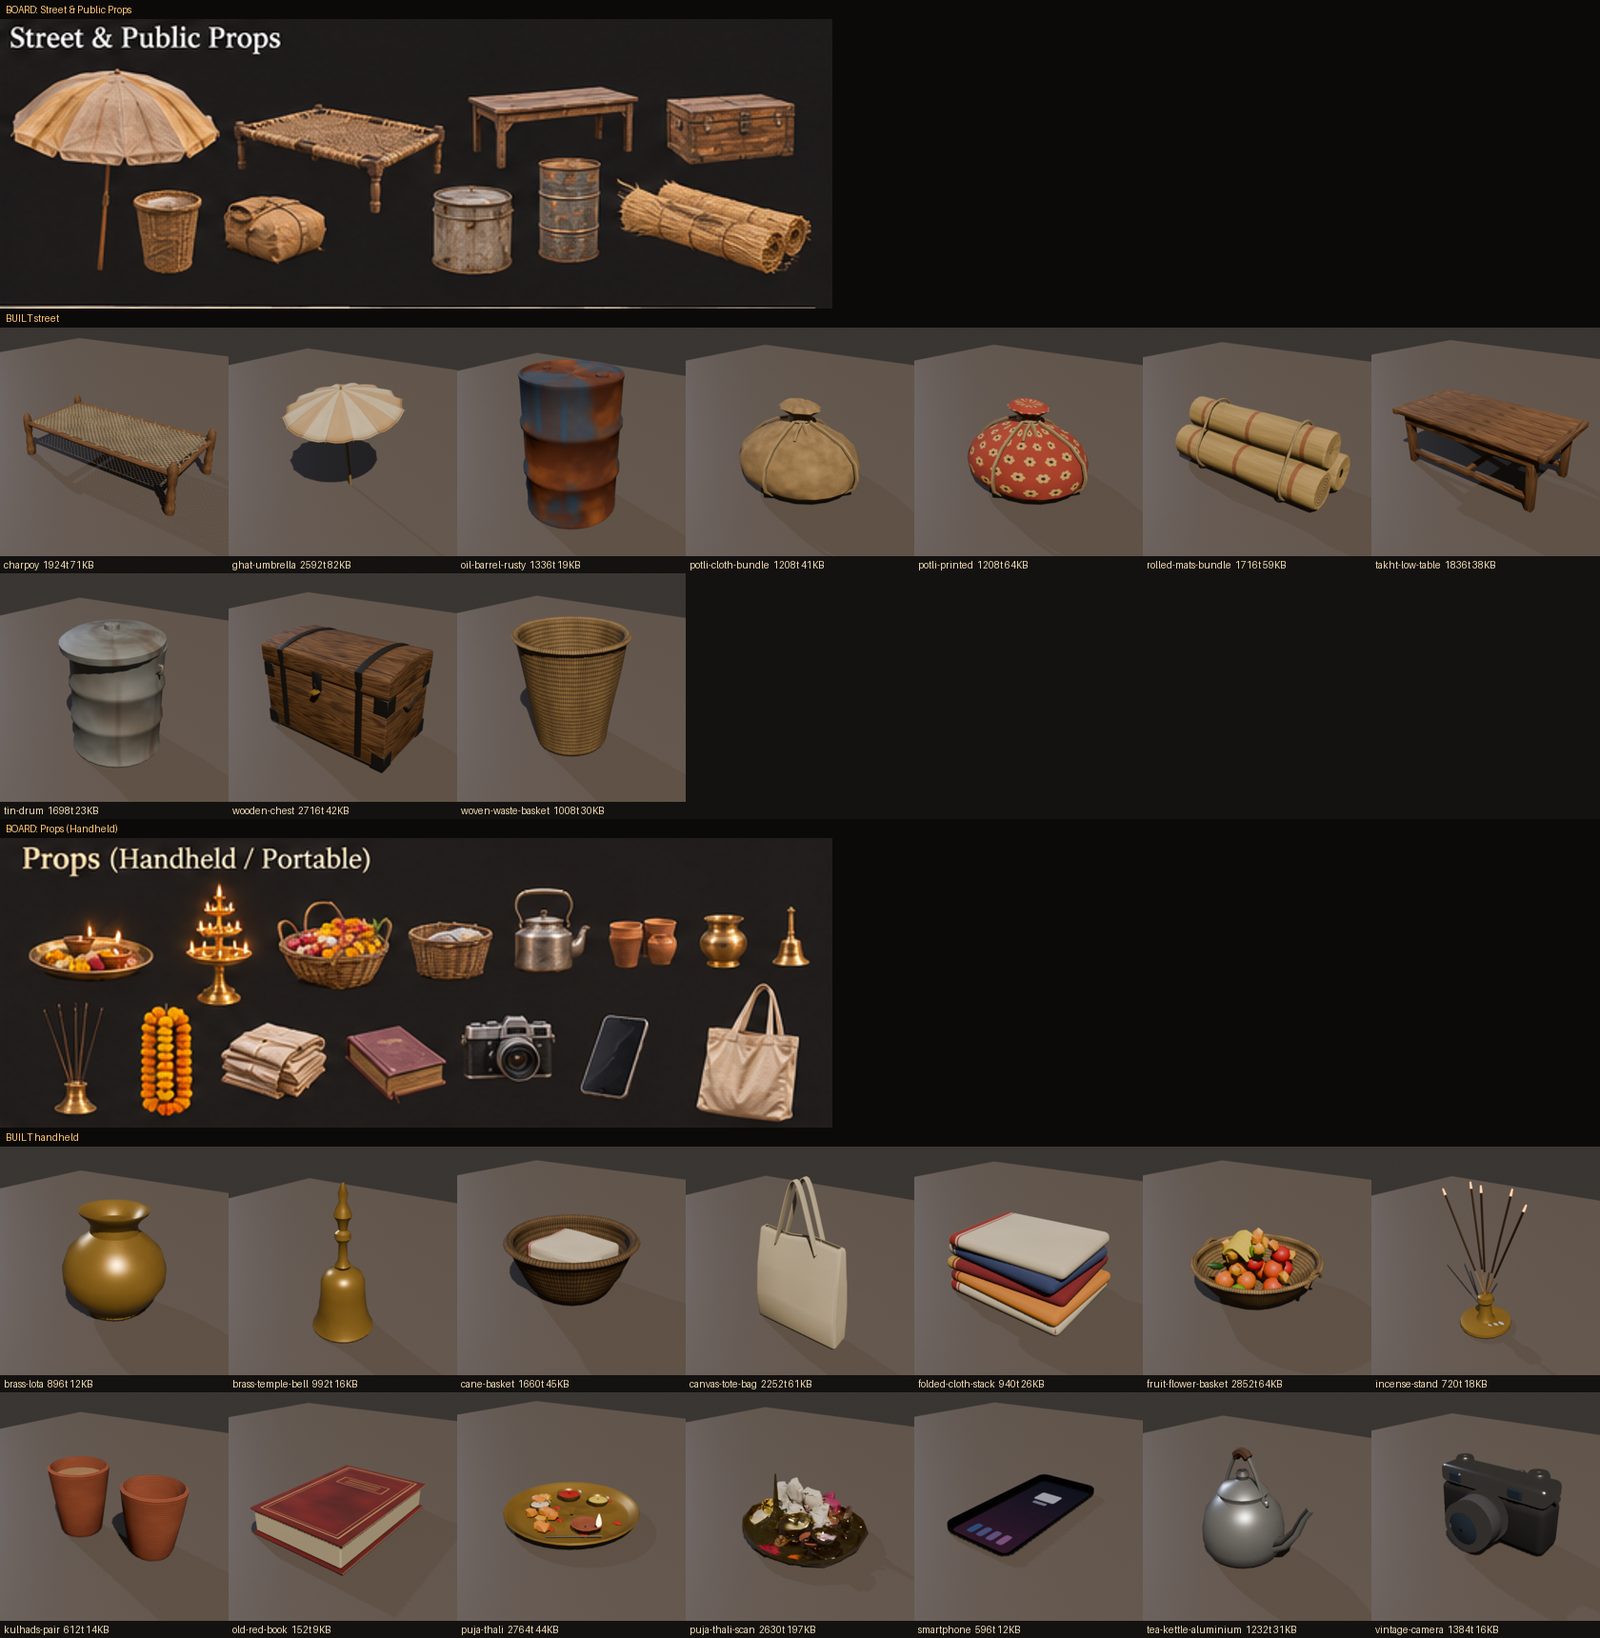 BOARD: Street & Public Props
Street & Public Props
BUILT street
charpoy 1924t 71KB
ghat-umbrella 2592t 82KB
oil-barrel-rusty 1336t 19KB
potli-cloth-bundle 1208t 41KB
potli-printed 1208t 64KB
rolled-mats-bundle 1716t 59KB
takht-low-table 1836t 38KB
tin-drum 1698t 23KB
wooden-chest 2716t 42KB
woven-waste-basket 1008t 30KB
BOARD: Props (Handheld)
Props (Handheld / Portable)
BUILT handheld
brass-lota 896t 12KB
brass-temple-bell 992t 16KB
cane-basket 1660t 45KB
canvas-tote-bag 2252t 61KB
folded-cloth-stack 940t 26KB
fruit-flower-basket 2852t 64KB
incense-stand 720t 18KB
kulhads-pair 612t 14KB
old-red-book 152t 9KB
puja-thali 2764t 44KB
puja-thali-scan 2630t 197KB
smartphone 596t 12KB
tea-kettle-aluminium 1232t 31KB
vintage-camera 1384t 16KB